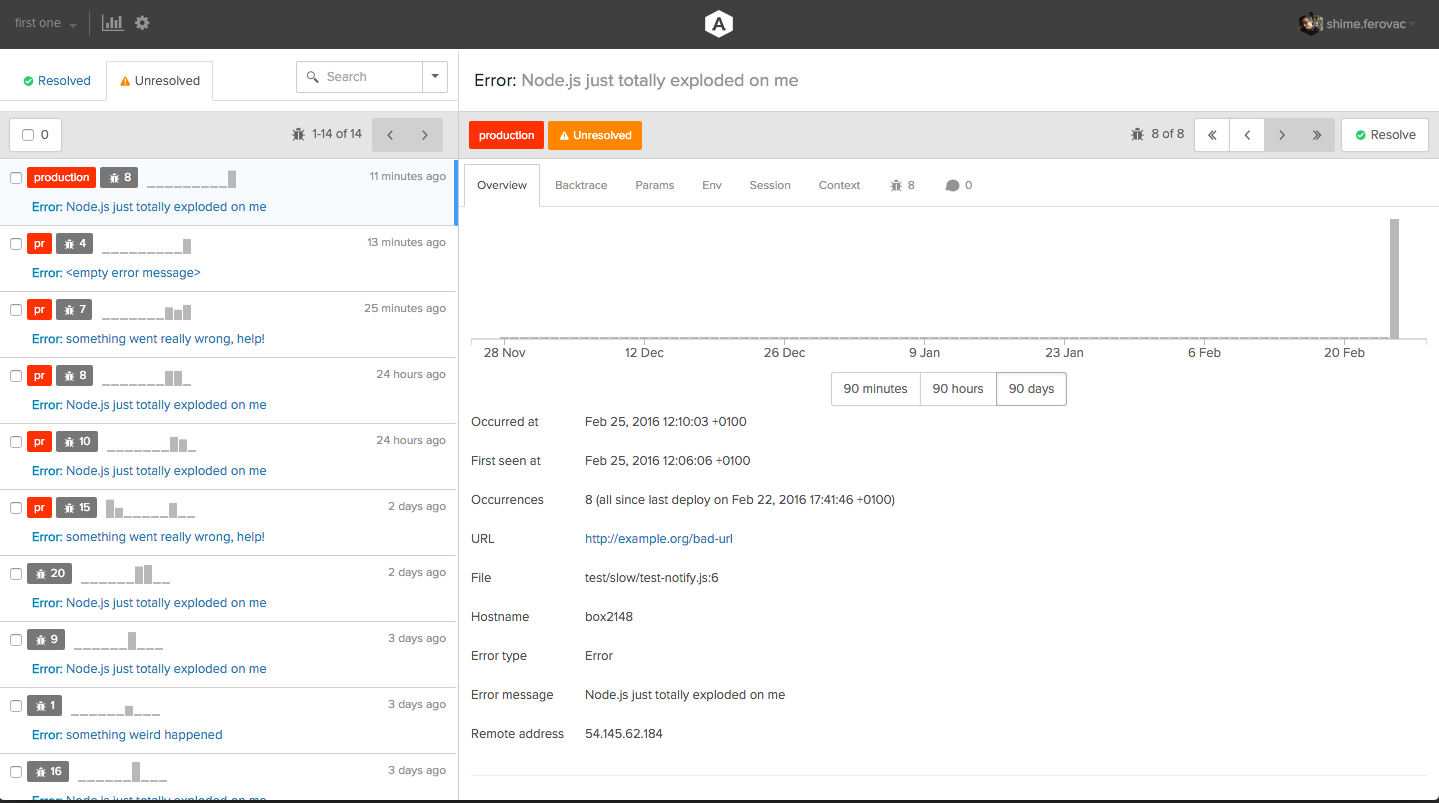 first one
A
shime.ferovac
Resolved
Unresolved
Search
0
1-14 of 14
production 8 11 minutes ago
Error: Node.js just totally exploded on me
pr 4 13 minutes ago
Error: <empty error message>
pr 7 25 minutes ago
Error: something went really wrong, help!
pr 8 24 hours ago
Error: Node.js just totally exploded on me
pr 10 24 hours ago
Error: Node.js just totally exploded on me
pr 15 2 days ago
Error: something went really wrong, help!
20 2 days ago
Error: Node.js just totally exploded on me
9 3 days ago
Error: Node.js just totally exploded on me
1 3 days ago
Error: something weird happened
16 3 days ago
Error: Node.js just totally exploded on me
Error: Node.js just totally exploded on me
production
Unresolved
8 of 8
Resolve
Overview Backtrace Params Env Session Context 8 0
28 Nov 12 Dec 26 Dec 9 Jan 23 Jan 6 Feb 20 Feb
90 minutes 90 hours 90 days
Occurred at Feb 25, 2016 12:10:03 +0100
First seen at Feb 25, 2016 12:06:06 +0100
Occurrences 8 (all since last deploy on Feb 22, 2016 17:41:46 +0100)
URL http://example.org/bad-url
File test/slow/test-notify.js:6
Hostname box2148
Error type Error
Error message Node.js just totally exploded on me
Remote address 54.145.62.184